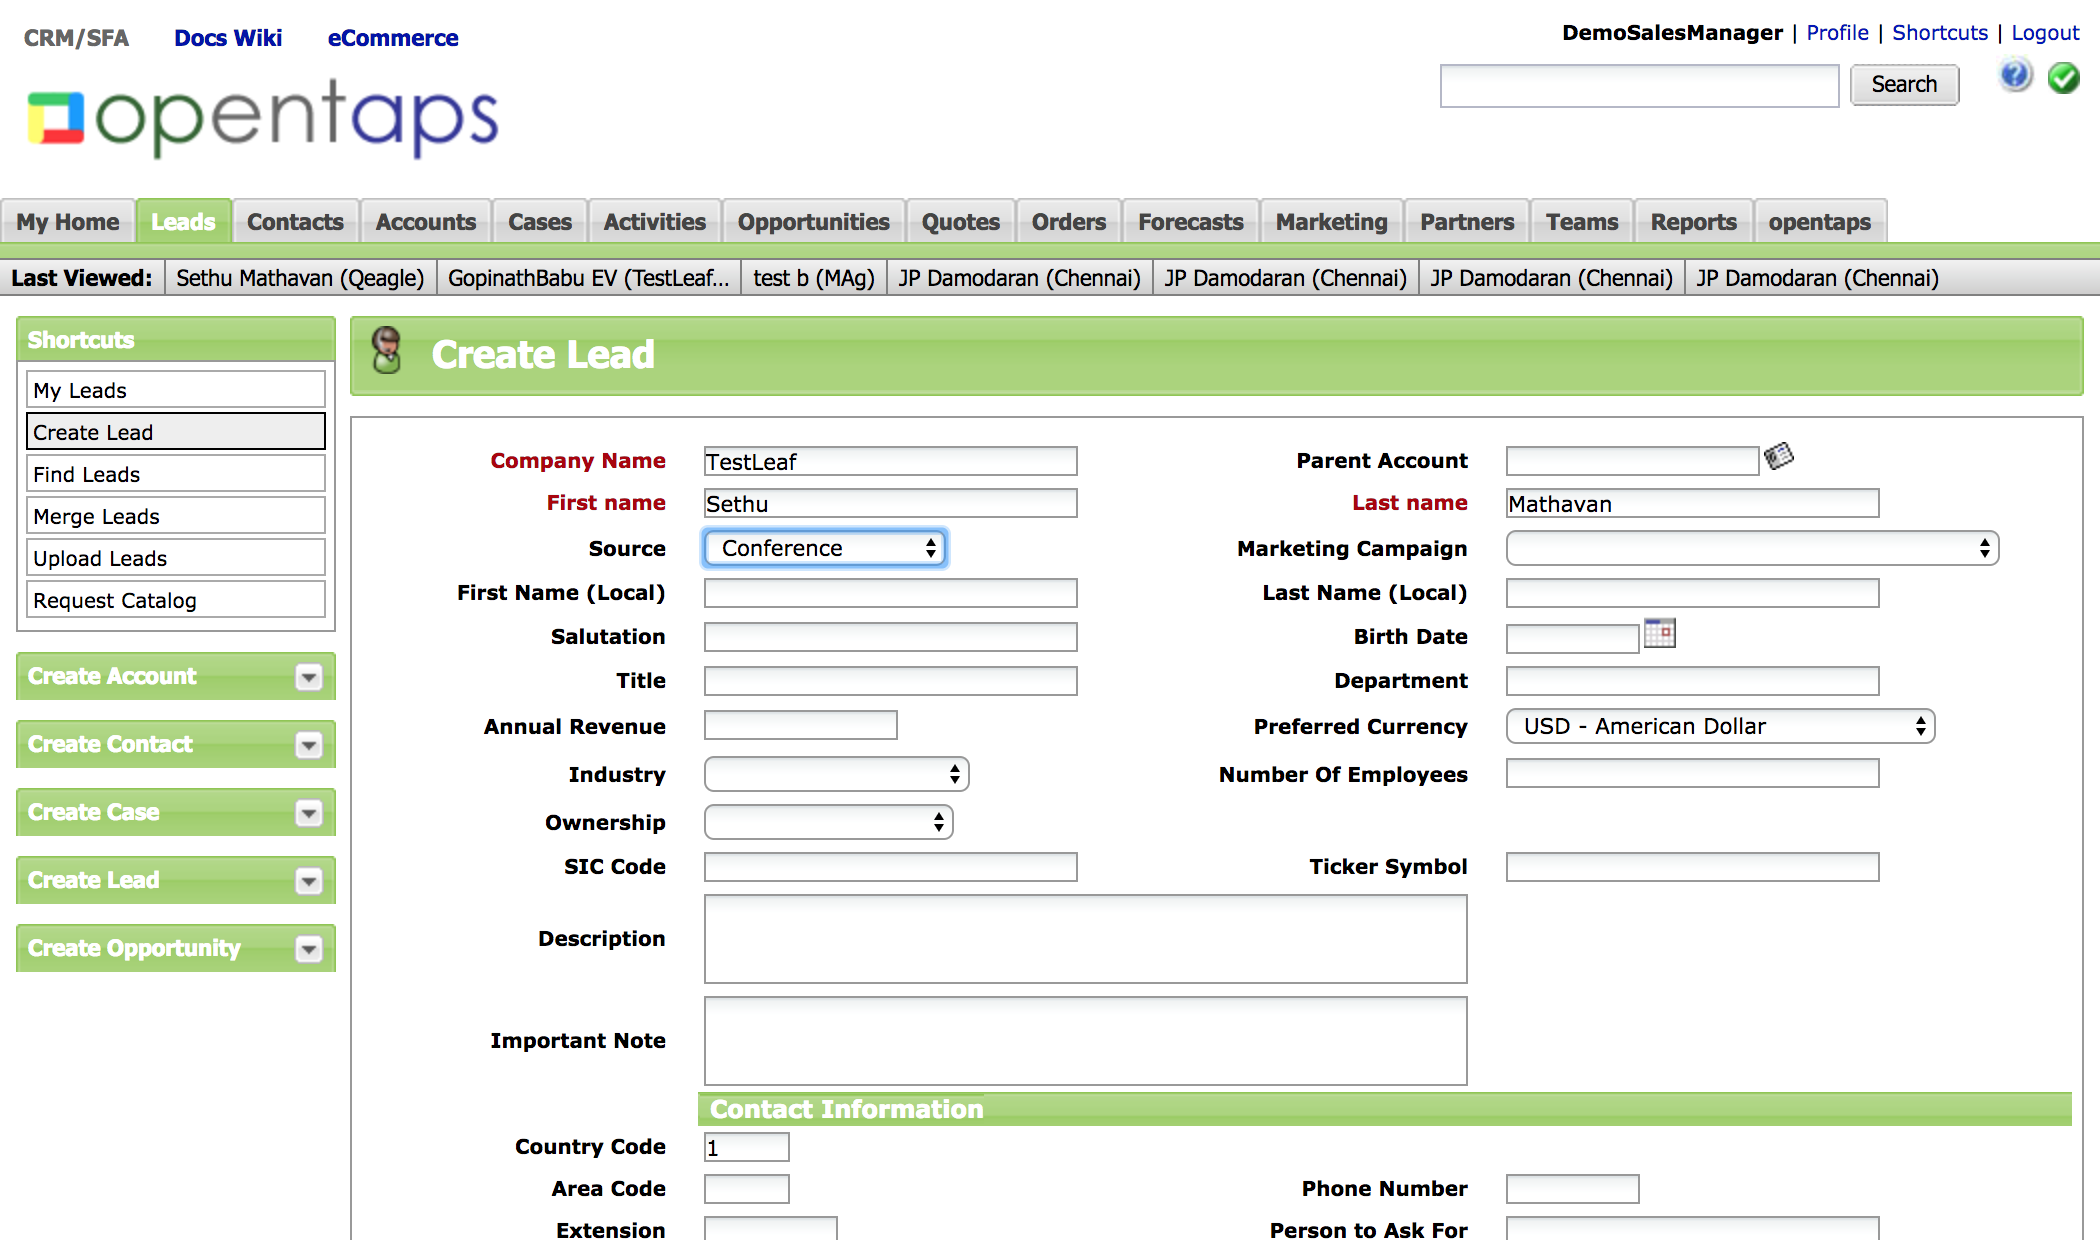 CRM/SFA Docs Wiki eCommerce
DemoSalesManager | Profile | Shortcuts | Logout
opentaps
Search
My Home Leads Contacts Accounts Cases Activities Opportunities Quotes Orders Forecasts Marketing Partners Teams Reports opentaps
Last Viewed: Sethu Mathavan (Qeagle) GopinathBabu EV (TestLeaf... test b (MAg) JP Damodaran (Chennai) JP Damodaran (Chennai) JP Damodaran (Chennai) JP Damodaran (Chennai)
Shortcuts
My Leads
Create Lead
Find Leads
Merge Leads
Upload Leads
Request Catalog
Create Account
Create Contact
Create Case
Create Lead
Create Opportunity
Create Lead
Company Name TestLeaf Parent Account
First name Sethu Last name Mathavan
Source Conference Marketing Campaign
First Name (Local) Last Name (Local)
Salutation Birth Date
Title Department
Annual Revenue Preferred Currency USD - American Dollar
Industry Number Of Employees
Ownership
SIC Code Ticker Symbol
Description
Important Note
Contact Information
Country Code 1
Area Code Phone Number
Extension Person to Ask For